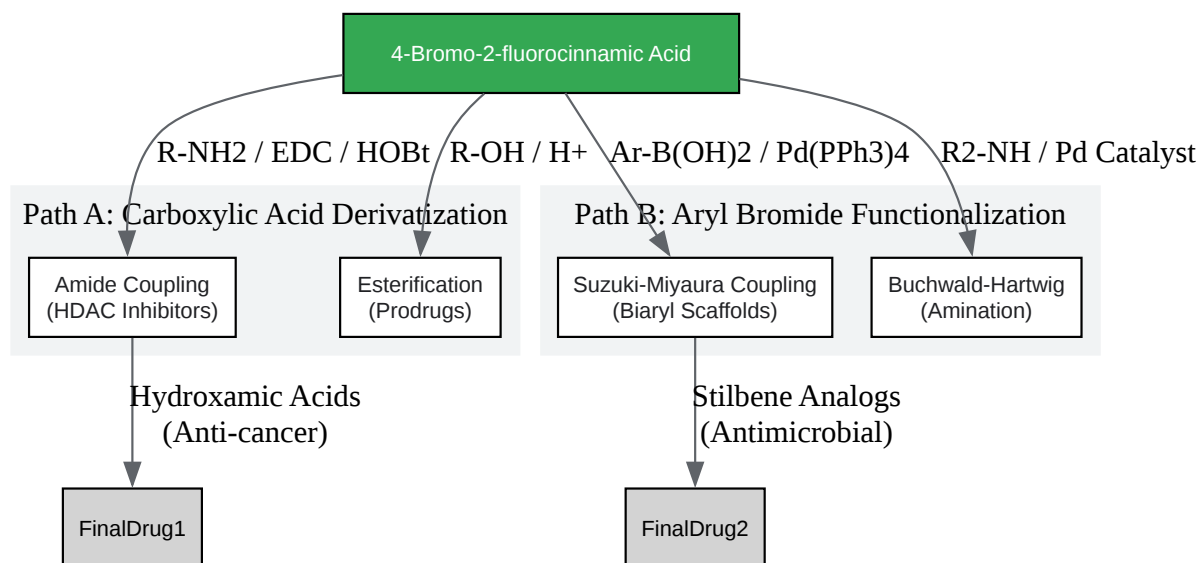 4-Bromo-2-fluorocinnamic Acid
R-NH2 / EDC / HOBt
R-OH / H+
Ar-B(OH)2 / Pd(PPh3)4
R2-NH / Pd Catalyst
Path A: Carboxylic Acid Derivatization
Path B: Aryl Bromide Functionalization
Amide Coupling
(HDAC Inhibitors)
Esterification
(Prodrugs)
Suzuki-Miyaura Coupling
(Biaryl Scaffolds)
Buchwald-Hartwig
(Amination)
Hydroxamic Acids
(Anti-cancer)
Stilbene Analogs
(Antimicrobial)
FinalDrug1
FinalDrug2